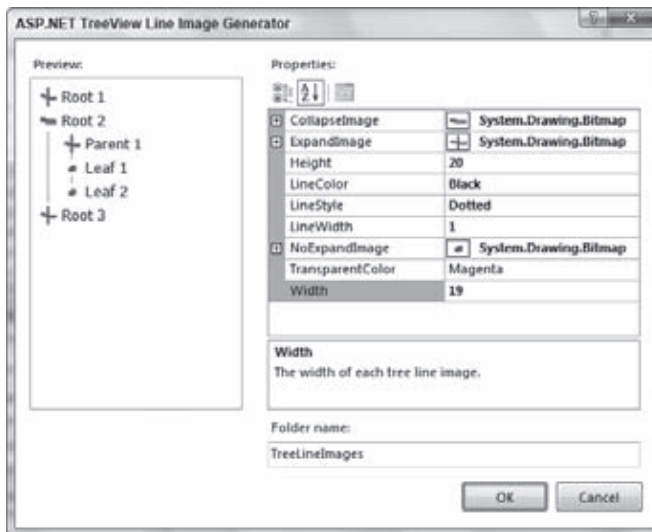 ASP.NET TreeView Line Image Generator
Preview:
Root 1
Root 2
Parent 1
Leaf 1
Leaf 2
Root 3
Properties:
CollapseImage System.Drawing.Bitmap
ExpandImage System.Drawing.Bitmap
Height 20
LineColor Black
LineStyle Dotted
LineWidth 1
NoExpandImage System.Drawing.Bitmap
TransparentColor Magenta
Width 19
Width
The width of each tree line image.
Folder name:
TreeLineImages
OK Cancel